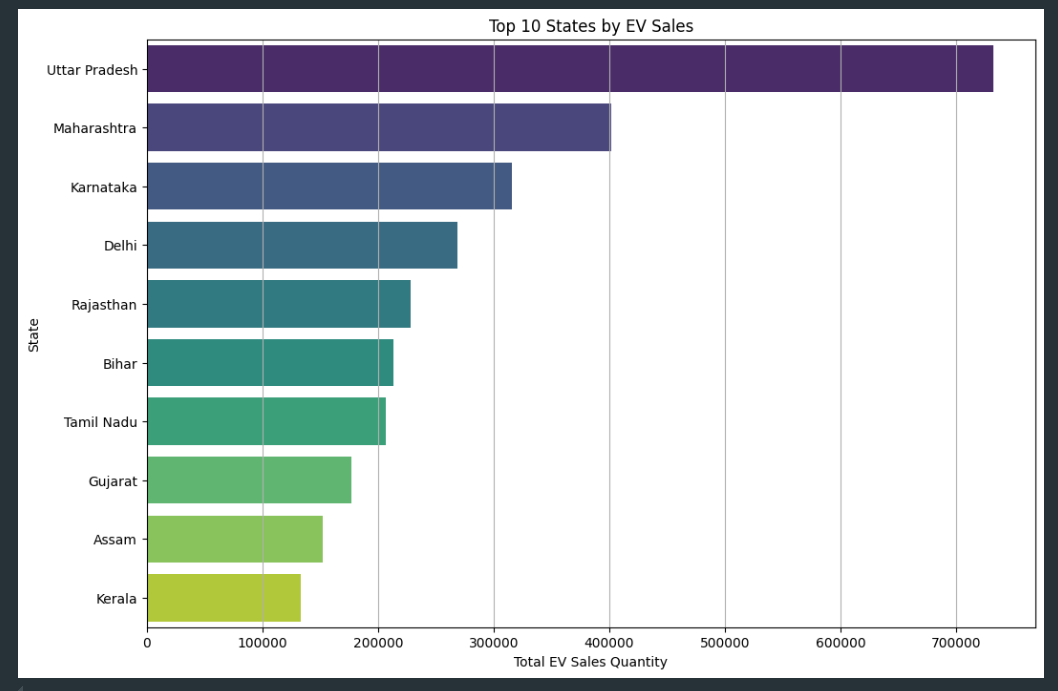 Top 10 States by EV Sales
Uttar Pradesh
Maharashtra
Karnataka
Delhi
Rajasthan
State
Bihar
Tamil Nadu
Gujarat
Assam
Kerala
0 100000 200000 300000 400000 500000 600000 700000
Total EV Sales Quantity